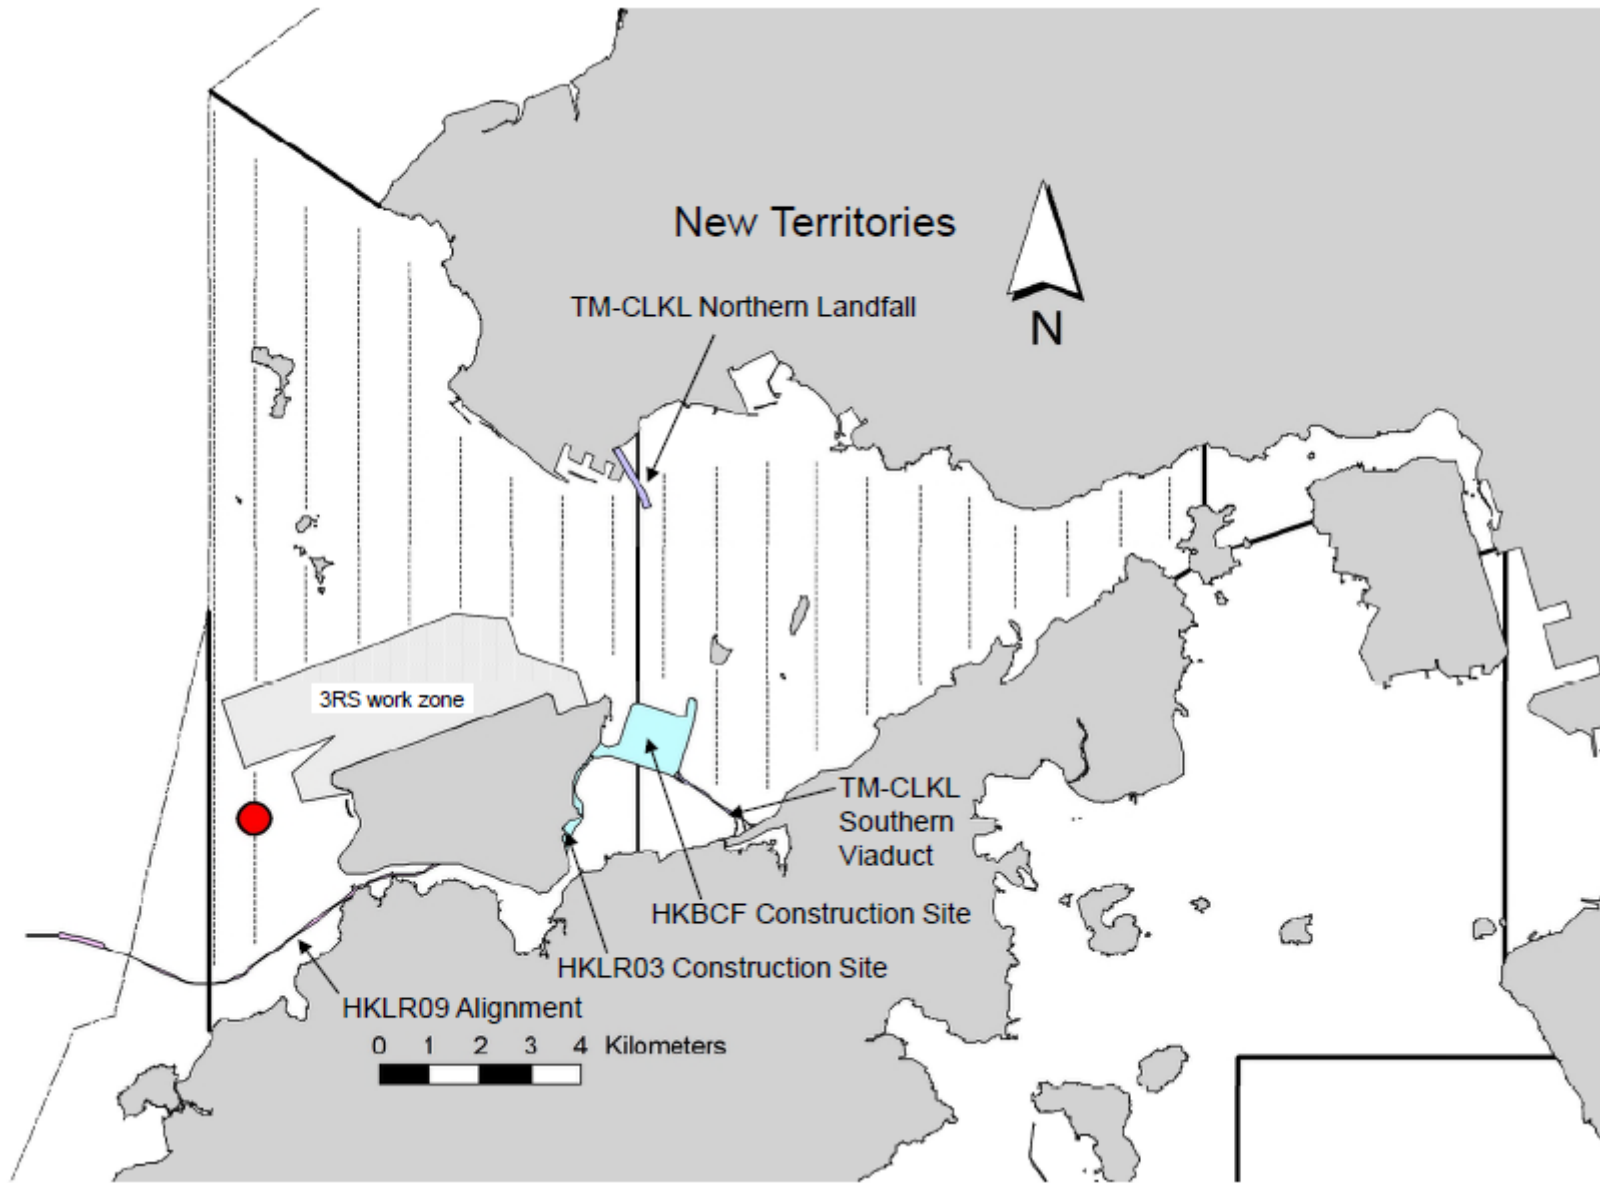 New Territories
TM-CLKL Northern Landfall
N
3RS work zone
TM-CLKL
Southern
Viaduct
HKBCF Construction Site
HKLR03 Construction Site
HKLR09 Alignment
0 1 2 3 4 Kilometers